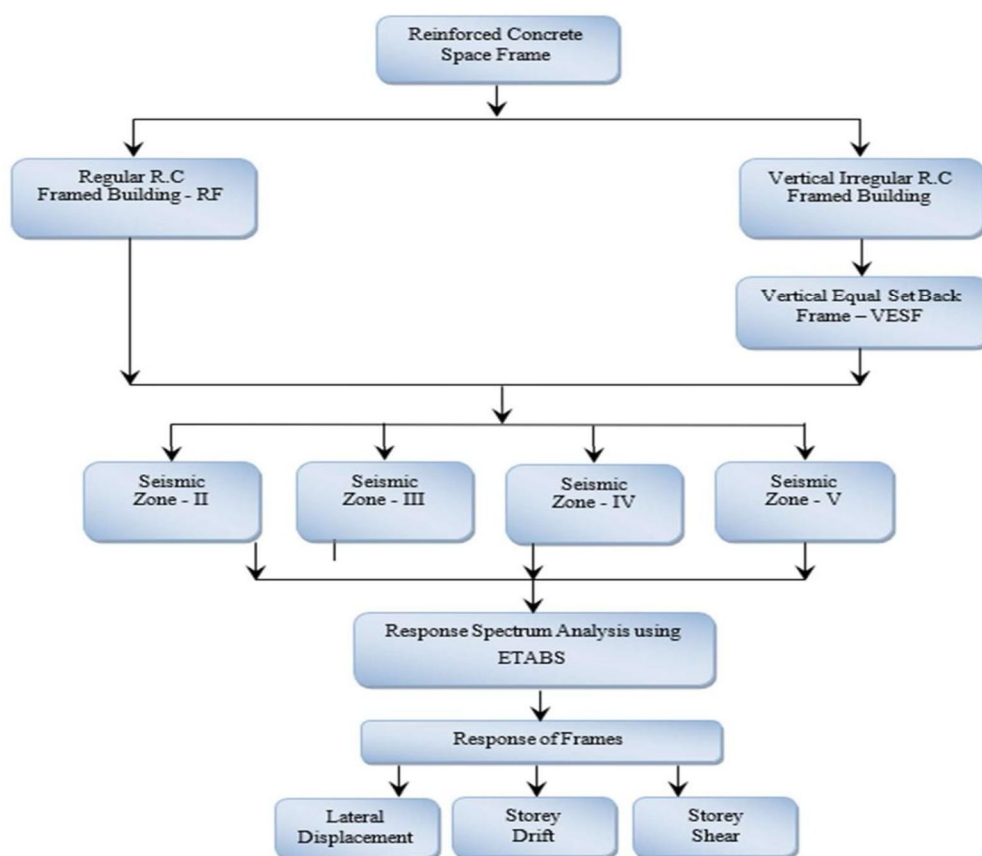 Reinforced Concrete
Space Frame
Regular R.C
Framed Building - RF
Vertical Irregular R.C
Framed Building
Vertical Equal Set Back
Frame – VESF
Seismic
Zone - II
Seismic
Zone - III
Seismic
Zone - IV
Seismic
Zone - V
Response Spectrum Analysis using
ETABS
Response of Frames
Lateral
Displacement
Storey
Drift
Storey
Shear